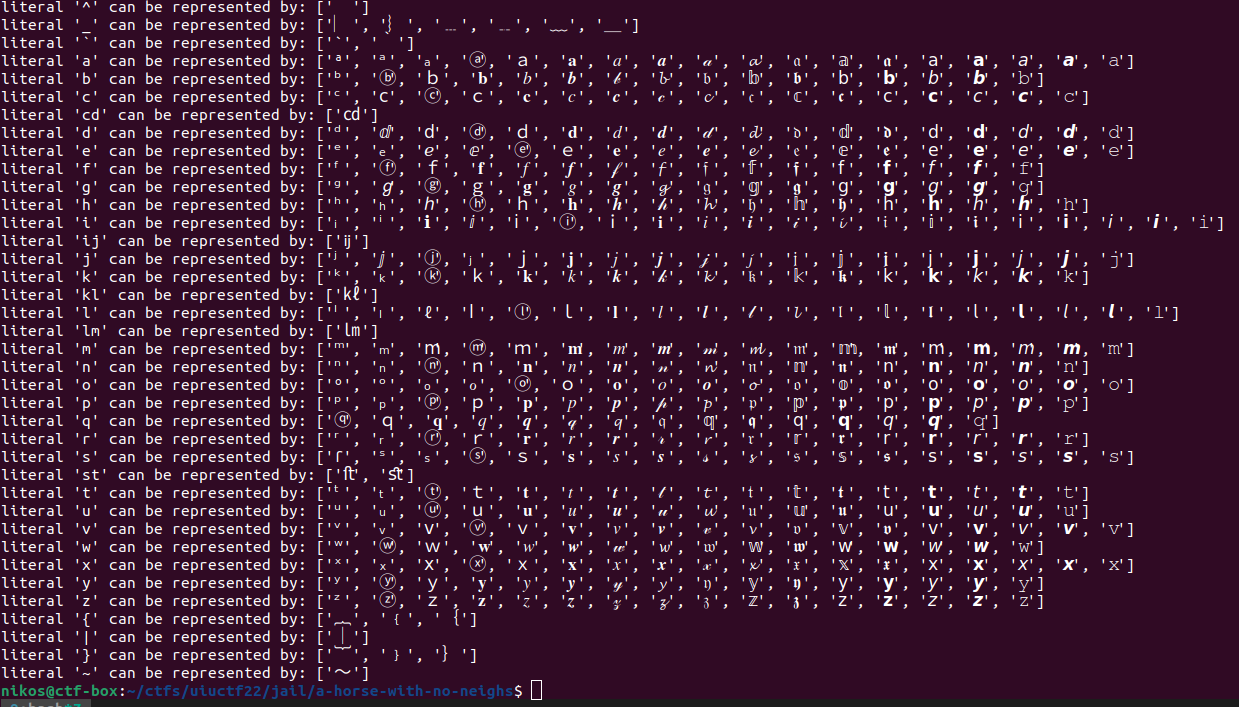 literal '^' can be represented by: ['＾']
literal '_' can be represented by: ['︳', '︴', '﹍', '﹎', '﹏', '＿']
literal '`' can be represented by: ['`', '｀']
literal 'a' can be represented by: ['ª', 'ᵃ', 'ₐ', 'ⓐ', 'ａ', '𝐚', '𝑎', '𝒂', '𝒶', '𝓪', '𝔞', '𝕒', '𝖆', '𝖺', '𝗮', '𝘢', '𝙖', '𝚊']
literal 'b' can be represented by: ['ᵇ', 'ⓑ', 'ｂ', '𝐛', '𝑏', '𝒃', '𝒷', '𝓫', '𝔟', '𝕓', '𝖇', '𝖻', '𝗯', '𝘣', '𝙗', '𝚋']
literal 'c' can be represented by: ['ᶜ', 'ⅽ', 'ⓒ', 'ｃ', '𝐜', '𝑐', '𝒄', '𝒸', '𝓬', '𝔠', '𝕔', '𝖈', '𝖼', '𝗰', '𝘤', '𝙘', '𝚌']
literal 'cd' can be represented by: ['㏅']
literal 'd' can be represented by: ['ᵈ', 'ⅆ', 'ⅾ', 'ⓓ', 'ｄ', '𝐝', '𝑑', '𝒅', '𝒹', '𝓭', '𝔡', '𝕕', '𝖉', '𝖽', '𝗱', '𝘥', '𝙙', '𝚍']
literal 'e' can be represented by: ['ᵉ', 'ₑ', 'ℯ', 'ⅇ', 'ⓔ', 'ｅ', '𝐞', '𝑒', '𝒆', '𝓮', '𝔢', '𝕖', '𝖊', '𝖾', '𝗲', '𝘦', '𝙚', '𝚎']
literal 'f' can be represented by: ['ᶠ', 'ⓕ', 'ｆ', '𝐟', '𝑓', '𝒇', '𝒻', '𝓯', '𝔣', '𝕗', '𝖋', '𝖿', '𝗳', '𝘧', '𝙛', '𝚏']
literal 'g' can be represented by: ['ᵍ', 'ℊ', 'ⓖ', 'ｇ', '𝐠', '𝑔', '𝒈', '𝓰', '𝔤', '𝕘', '𝖌', '𝗀', '𝗴', '𝘨', '𝙜', '𝚐']
literal 'h' can be represented by: ['ʰ', 'ₕ', 'ℎ', 'ⓗ', 'ｈ', '𝐡', '𝒉', '𝒽', '𝓱', '𝔥', '𝕙', '𝖍', '𝗁', '𝗵', '𝘩', '𝙝', '𝚑']
literal 'i' can be represented by: ['ᵢ', 'ⁱ', 'ℹ', 'ⅈ', 'ⅰ', 'ⓘ', 'ｉ', '𝐢', '𝑖', '𝒊', '𝒾', '𝓲', '𝔦', '𝕚', '𝖎', '𝗂', '𝗶', '𝘪', '𝙞', '𝚒']
literal 'ij' can be represented by: ['ĳ']
literal 'j' can be represented by: ['ʲ', 'ⅉ', 'ⓙ', 'ⱼ', 'ｊ', '𝐣', '𝑗', '𝒋', '𝒿', '𝓳', '𝔧', '𝕛', '𝖏', '𝗃', '𝗷', '𝘫', '𝙟', '𝚓']
literal 'k' can be represented by: ['ᵏ', 'ₖ', 'ⓚ', 'ｋ', '𝐤', '𝑘', '𝒌', '𝓀', '𝓴', '𝔨', '𝕜', '𝖐', '𝗄', '𝗸', '𝘬', '𝙠', '𝚔']
literal 'kl' can be represented by: ['㎘']
literal 'l' can be represented by: ['ˡ', 'ₗ', 'ℓ', 'ⅼ', 'ⓛ', 'ｌ', '𝐥', '𝑙', '𝒍', '𝓁', '𝓵', '𝔩', '𝕝', '𝖑', '𝗅', '𝗹', '𝘭', '𝙡', '𝚕']
literal 'lm' can be represented by: ['㏐']
literal 'm' can be represented by: ['ᵐ', 'ₘ', 'ⅿ', 'ⓜ', 'ｍ', '𝐦', '𝑚', '𝒎', '𝓂', '𝓶', '𝔪', '𝕞', '𝖒', '𝗆', '𝗺', '𝘮', '𝙢', '𝚖']
literal 'n' can be represented by: ['ⁿ', 'ₙ', 'ⓝ', 'ｎ', '𝐧', '𝑛', '𝒏', '𝓃', '𝓷', '𝔫', '𝕟', '𝖓', '𝗇', '𝗻', '𝘯', '𝙣', '𝚗']
literal 'o' can be represented by: ['º', 'ᵒ', 'ₒ', 'ℴ', 'ⓞ', 'ｏ', '𝐨', '𝑜', '𝒐', '𝓸', '𝔬', '𝕠', '𝖔', '𝗈', '𝗼', '𝘰', '𝙤', '𝚘']
literal 'p' can be represented by: ['ᵖ', 'ₚ', 'ⓟ', 'ｐ', '𝐩', '𝑝', '𝒑', '𝓅', '𝓹', '𝔭', '𝕡', '𝖕', '𝗉', '𝗽', '𝘱', '𝙥', '𝚙']
literal 'q' can be represented by: ['ⓠ', 'ｑ', '𝐪', '𝑞', '𝒒', '𝓆', '𝓺', '𝔮', '𝕢', '𝖖', '𝗊', '𝗾', '𝘲', '𝙦', '𝚚']
literal 'r' can be represented by: ['ʳ', 'ᵣ', 'ⓡ', 'ｒ', '𝐫', '𝑟', '𝒓', '𝓇', '𝓻', '𝔯', '𝕣', '𝖗', '𝗋', '𝗿', '𝘳', '𝙧', '𝚛']
literal 's' can be represented by: ['ſ', 'ˢ', 'ₛ', 'ⓢ', 'ｓ', '𝐬', '𝑠', '𝒔', '𝓈', '𝓼', '𝔰', '𝕤', '𝖘', '𝗌', '𝘀', '𝘴', '𝙨', '𝚜']
literal 'st' can be represented by: ['ﬅ', 'ﬆ']
literal 't' can be represented by: ['ᵗ', 'ₜ', 'ⓣ', 'ｔ', '𝐭', '𝑡', '𝒕', '𝓉', '𝓽', '𝔱', '𝕥', '𝖙', '𝗍', '𝘁', '𝘵', '𝙩', '𝚝']
literal 'u' can be represented by: ['ᵘ', 'ᵤ', 'ⓤ', 'ｕ', '𝐮', '𝑢', '𝒖', '𝓊', '𝓾', '𝔲', '𝕦', '𝖚', '𝗎', '𝘂', '𝘶', '𝙪', '𝚞']
literal 'v' can be represented by: ['ᵛ', 'ᵥ', 'ⅴ', 'ⓥ', 'ｖ', '𝐯', '𝑣', '𝒗', '𝓋', '𝓿', '𝔳', '𝕧', '𝖛', '𝗏', '𝘃', '𝘷', '𝙫', '𝚟']
literal 'w' can be represented by: ['ʷ', 'ⓦ', 'ｗ', '𝐰', '𝑤', '𝒘', '𝓌', '𝔀', '𝔴', '𝕨', '𝖜', '𝗐', '𝘄', '𝘸', '𝙬', '𝚠']
literal 'x' can be represented by: ['ˣ', 'ₓ', 'ⅹ', 'ⓧ', 'ｘ', '𝐱', '𝑥', '𝒙', '𝓍', '𝔁', '𝔵', '𝕩', '𝖝', '𝗑', '𝘅', '𝘹', '𝙭', '𝚡']
literal 'y' can be represented by: ['ʸ', 'ⓨ', 'ｙ', '𝐲', '𝑦', '𝒚', '𝓎', '𝔂', '𝔶', '𝕪', '𝖞', '𝗒', '𝘆', '𝘺', '𝙮', '𝚢']
literal 'z' can be represented by: ['ᶻ', 'ⓩ', 'ｚ', '𝐳', '𝑧', '𝒛', '𝓏', '𝔃', '𝔷', '𝕫', '𝖟', '𝗓', '𝘇', '𝘻', '𝙯', '𝚣']
literal '{' can be represented by: ['︷', '﹛', '｛']
literal '|' can be represented by: ['｜']
literal '}' can be represented by: ['︸', '﹜', '｝']
literal '~' can be represented by: ['～']
nikos@ctf-box:~/ctfs/uiuctf22/jail/a-horse-with-no-neighs$